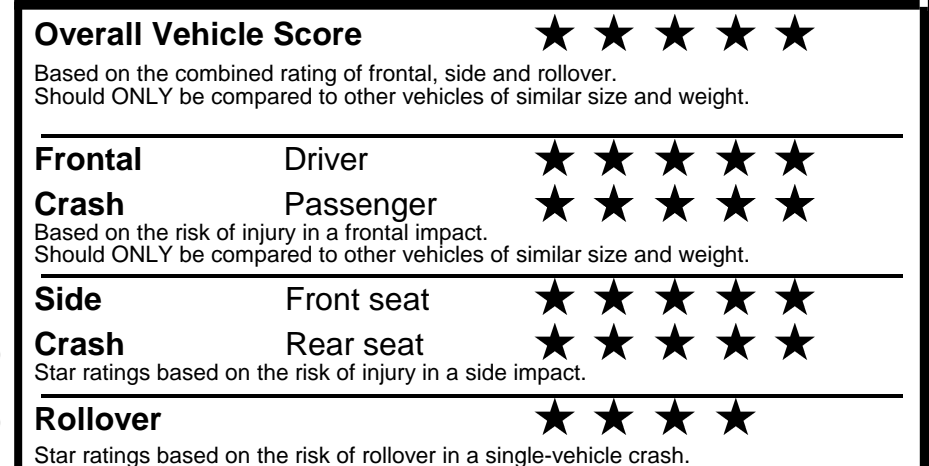 Overall Vehicle Score ★ ★ ★ ★ ★
Based on the combined rating of frontal, side and rollover.
Should ONLY be compared to other vehicles of similar size and weight.
Frontal Driver ★ ★ ★ ★ ★
Crash Passenger ★ ★ ★ ★ ★
Based on the risk of injury in a frontal impact.
Should ONLY be compared to other vehicles of similar size and weight.
Side Front seat ★ ★ ★ ★ ★
Crash Rear seat ★ ★ ★ ★ ★
Star ratings based on the risk of injury in a side impact.
Rollover ★ ★ ★ ★
Star ratings based on the risk of rollover in a single-vehicle crash.